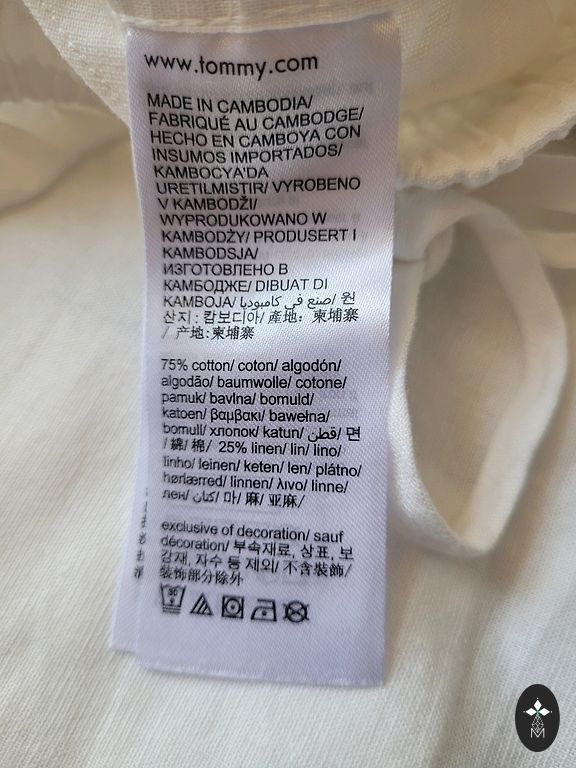 www.tommy.com
MADE IN CAMBODIA/
FABRIQUÉ AU CAMBODGE/
HECHO EN CAMBOYA CON
INSUMOS IMPORTADOS/
KAMBOCYA'DA
URETILMISTIR/ VYROBENO
V KAMBODŽI/
WYPRODUKOWANO W
KAMBODŻY/ PRODUSERT I
KAMBODSJA/
ИЗГОТОВЛЕНО В
КАМБОДЖЕ/ DIBUAT DI
KAMBOJA/ صنع في كامبوديا/ 원
산지 : 캄보디아/ 產地：柬埔寨
/ 产地:柬埔寨
75% cotton/ coton/ algodón/
algodão/ baumwolle/ cotone/
pamuk/ bavlna/ bomuld/
katoen/ βαμβακι/ bawełna/
bomull/ хлопок/ katun/ قطن/ 면
/ 綿/ 棉/ 25% linen/ lin/ lino/
linho/ leinen/ keten/ len/ plátno/
hørlærred/ linnen/ λινο/ linne/
лен/ كتان/ 마/ 麻/ 亚麻/
exclusive of decoration/ sauf
décoration/ 부속재료, 상표, 보
강재, 자수 등 제외/ 不含裝飾/
装饰部分除外
30